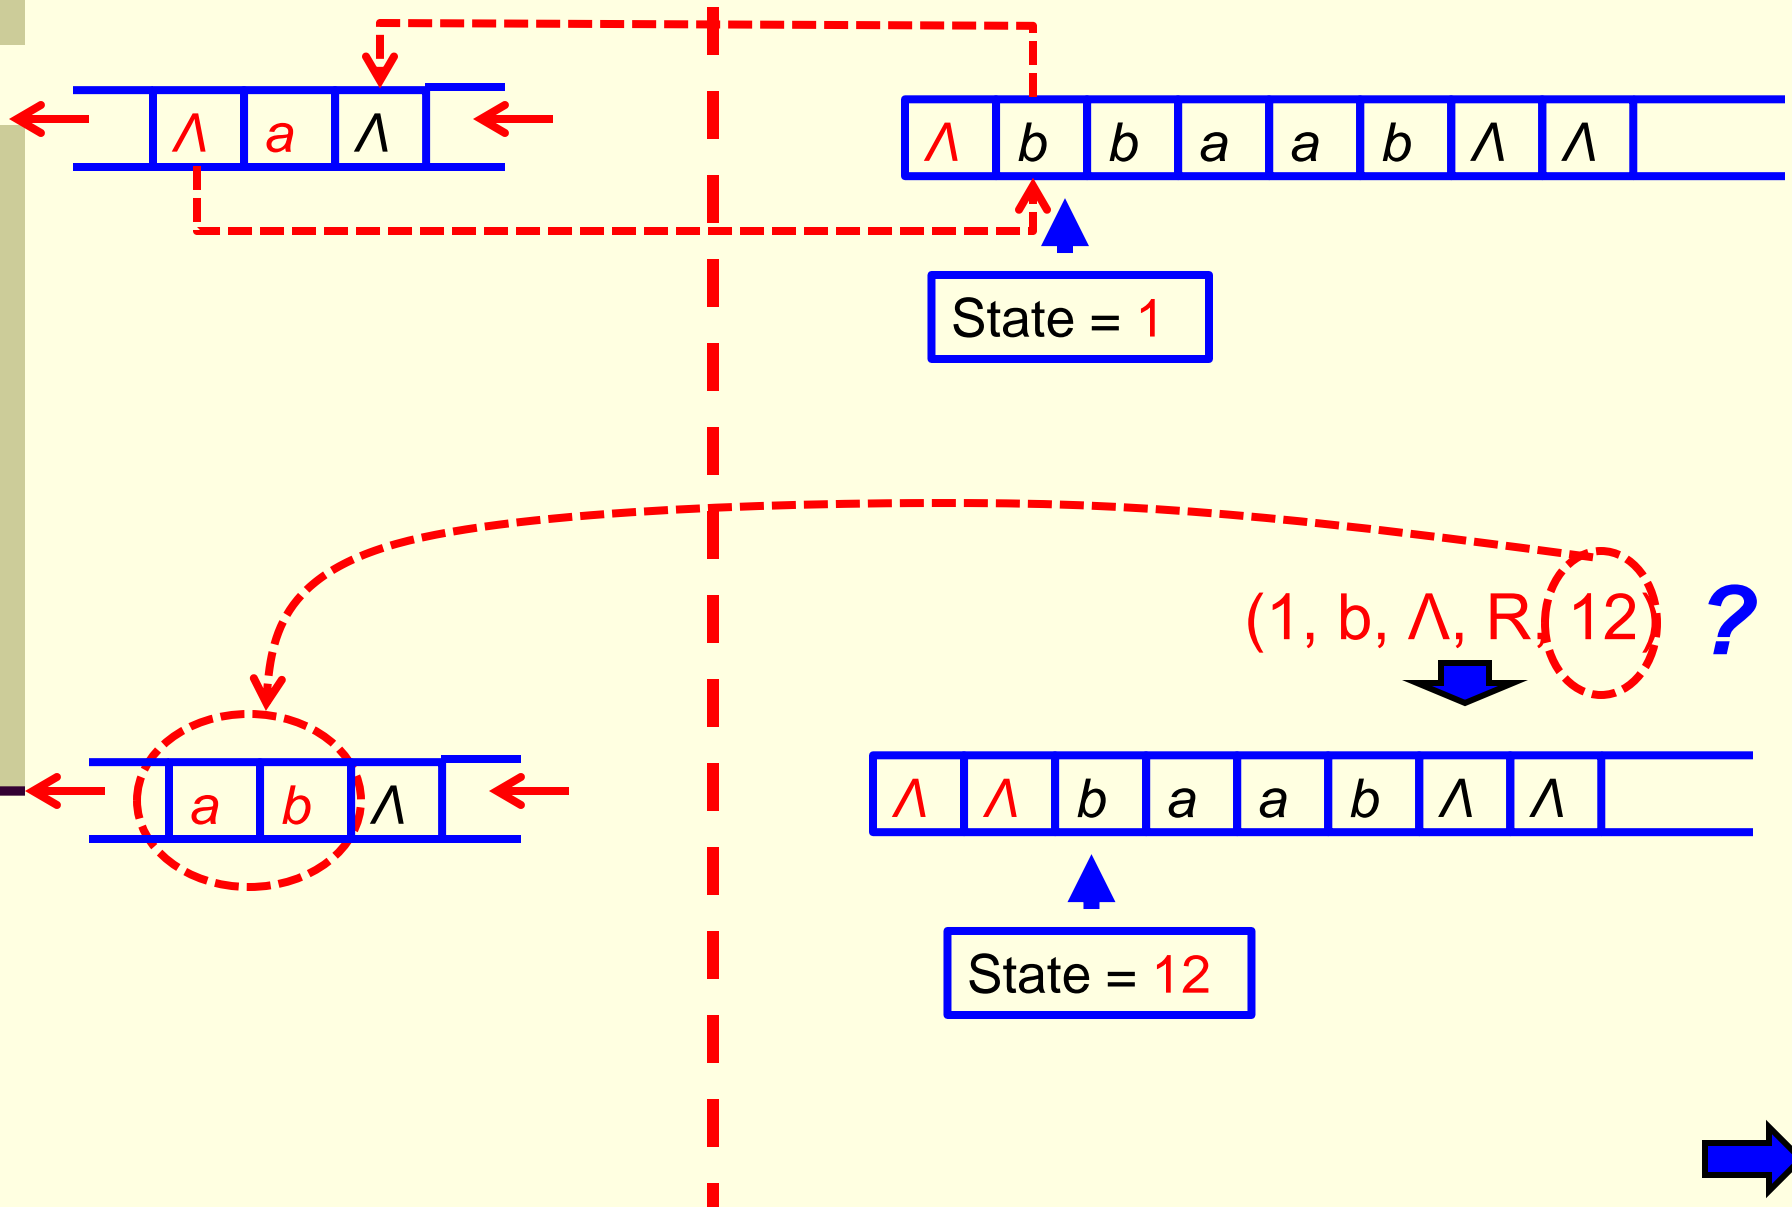 Λ a Λ
Λ b b a a b Λ Λ
State = 1
(1, b, Λ, R, 12) ?
a b Λ
Λ Λ b a a b Λ Λ
State = 12